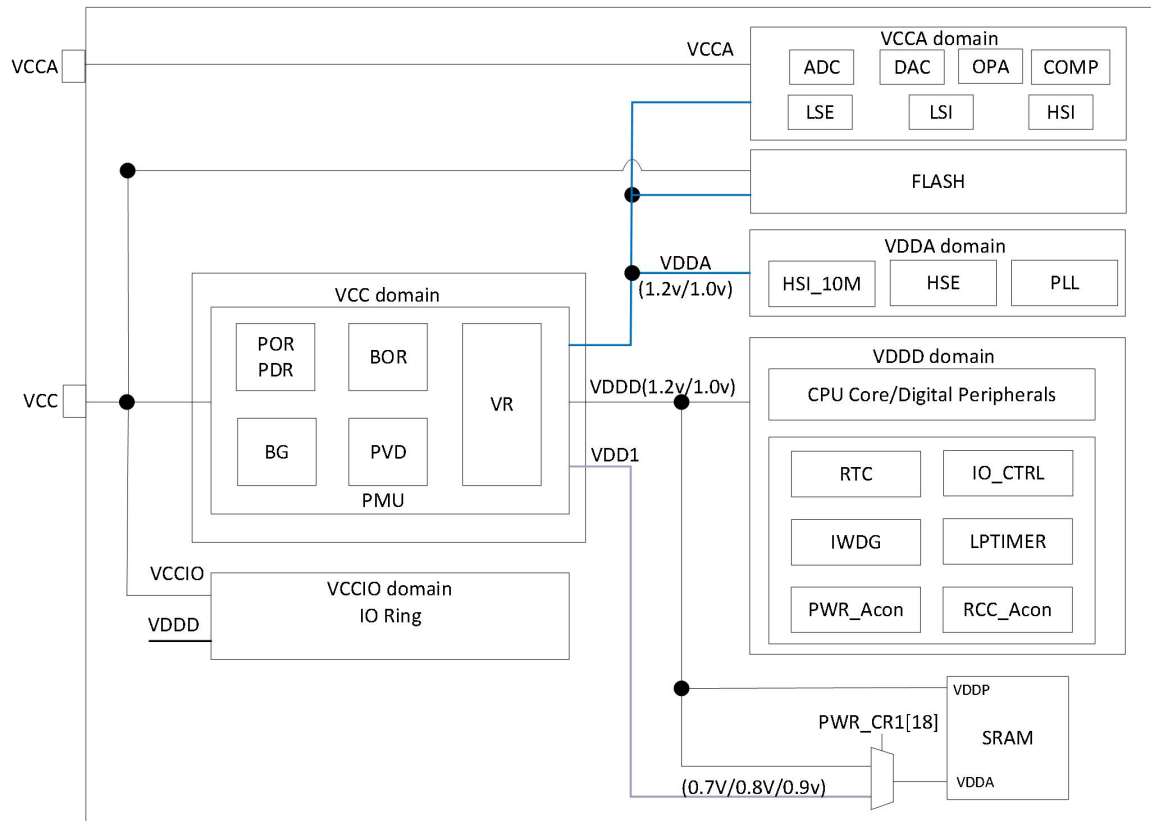 VCCA
VCCA
VCCA domain
ADC
DAC
OPA
COMP
LSE
LSI
HSI
FLASH
VDDA
(1.2v/1.0v)
VDDA domain
HSI_10M
HSE
PLL
VCC domain
POR
PDR
BOR
VR
BG
PVD
PMU
VCC
VDDD(1.2v/1.0v)
VDD1
VDDD domain
CPU Core/Digital Peripherals
RTC
IO_CTRL
IWDG
LPTIMER
PWR_Acon
RCC_Acon
VCCIO
VDDD
VCCIO domain
IO Ring
VDDP
PWR_CR1[18]
SRAM
(0.7V/0.8V/0.9v)
VDDA